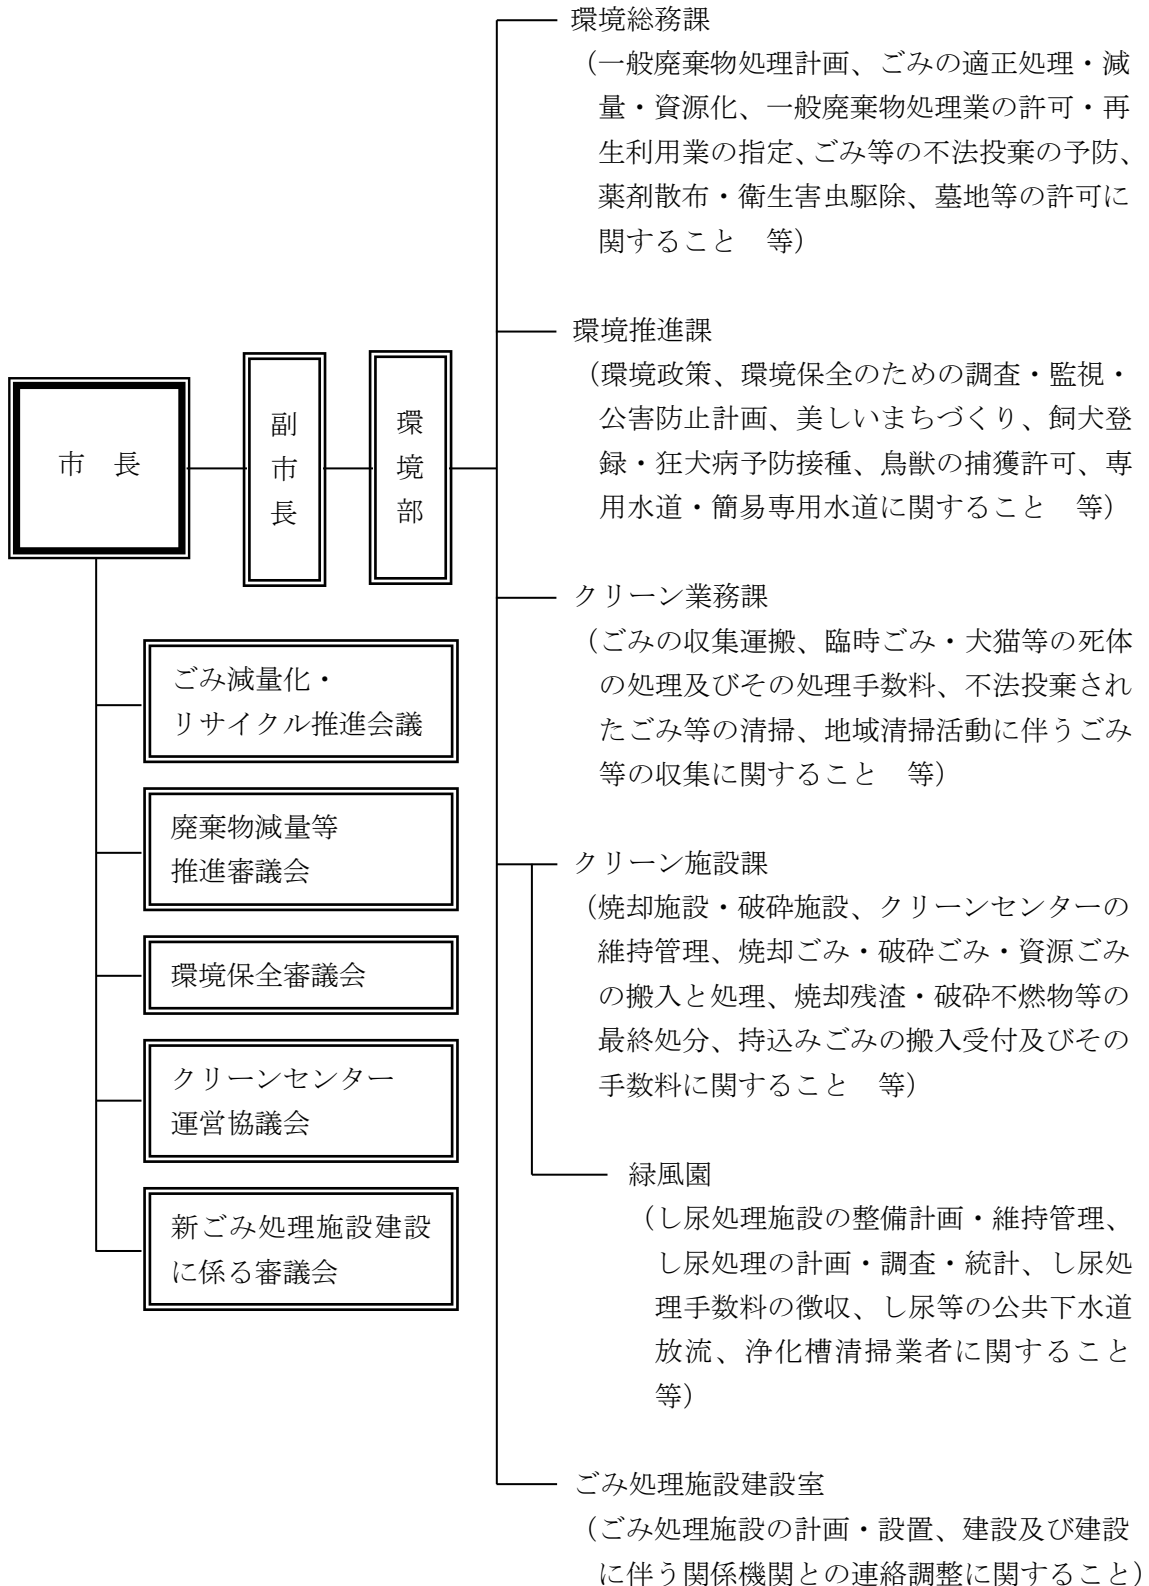 環境総務課
(一般廃棄物処理計画、ごみの適正処理・減
量・資源化、一般廃棄物処理業の許可・再
生利用業の指定、ごみ等の不法投棄の予防、
薬剤散布・衛生害虫駆除、墓地等の許可に
関すること　等)
環境推進課
(環境政策、環境保全のための調査・監視・
公害防止計画、美しいまちづくり、飼犬登
録・狂犬病予防接種、鳥獣の捕獲許可、専
用水道・簡易専用水道に関すること　等)
市　長
副市長
環境部
クリーン業務課
(ごみの収集運搬、臨時ごみ・犬猫等の死体
の処理及びその処理手数料、不法投棄され
たごみ等の清掃、地域清掃活動に伴うごみ
等の収集に関すること　等)
ごみ減量化・
リサイクル推進会議
廃棄物減量等
推進審議会
環境保全審議会
クリーンセンター
運営協議会
新ごみ処理施設建設
に係る審議会
クリーン施設課
(焼却施設・破砕施設、クリーンセンターの
維持管理、焼却ごみ・破砕ごみ・資源ごみ
の搬入と処理、焼却残渣・破砕不燃物等の
最終処分、持込みごみの搬入受付及びその
手数料に関すること　等)
緑風園
(し尿処理施設の整備計画・維持管理、
し尿処理の計画・調査・統計、し尿処
理手数料の徴収、し尿等の公共下水道
放流、浄化槽清掃業者に関すること
等)
ごみ処理施設建設室
(ごみ処理施設の計画・設置、建設及び建設
に伴う関係機関との連絡調整に関すること)